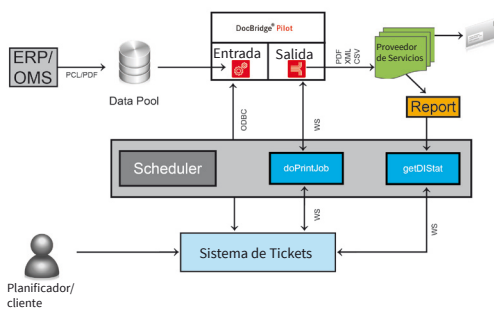 DocBridge® Pilot
ERP/
OMS
PCL/PDF
Data Pool
Entrada
Salida
PDF
XML
CSV
Proveedor
de Servicios
Report
ODBC
WS
Scheduler
doPrintJob
getDIStat
WS
WS
Sistema de Tickets
Planificador/
cliente